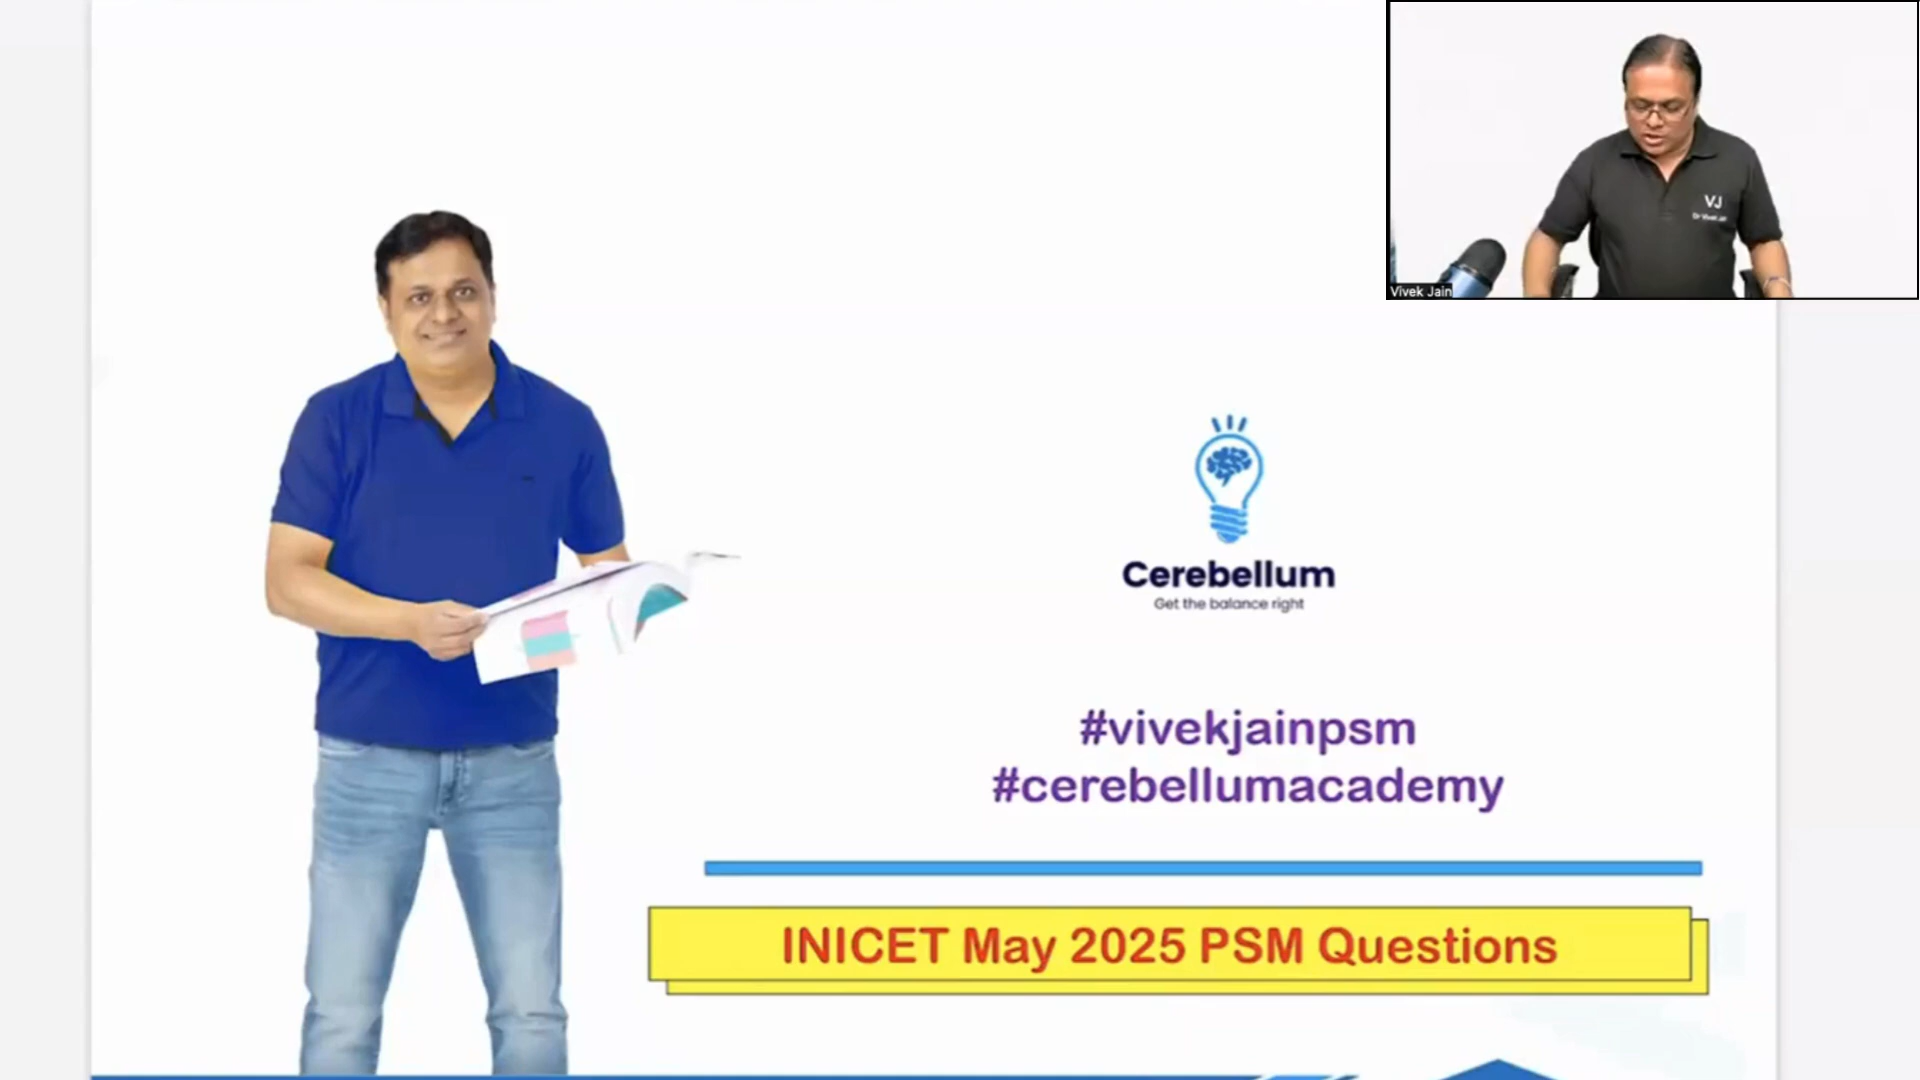 VJ
Vivek Jain
Cerebellum
Get the balance right
#vivekjainpsm
#cerebellumacademy
INICET May 2025 PSM Questions